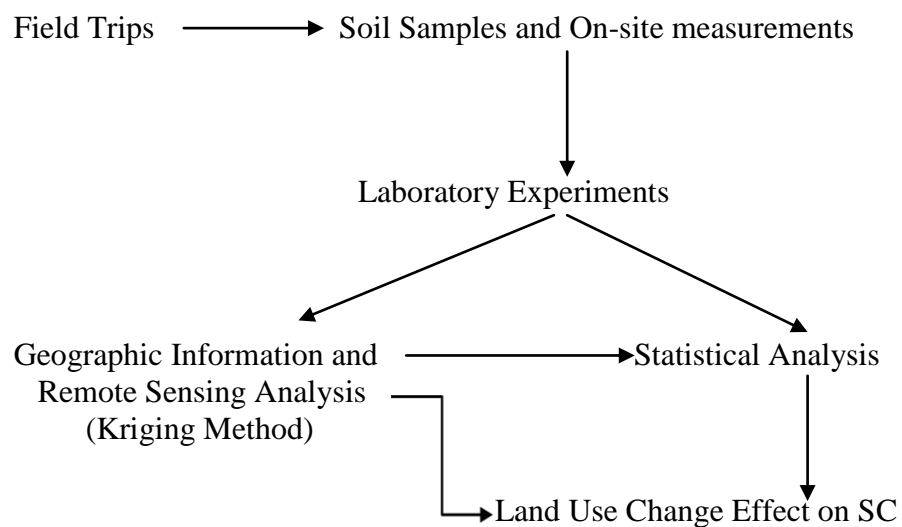 Field Trips
Soil Samples and On-site measurements
Laboratory Experiments
Geographic Information and
Remote Sensing Analysis
(Kriging Method)
Statistical Analysis
Land Use Change Effect on SC